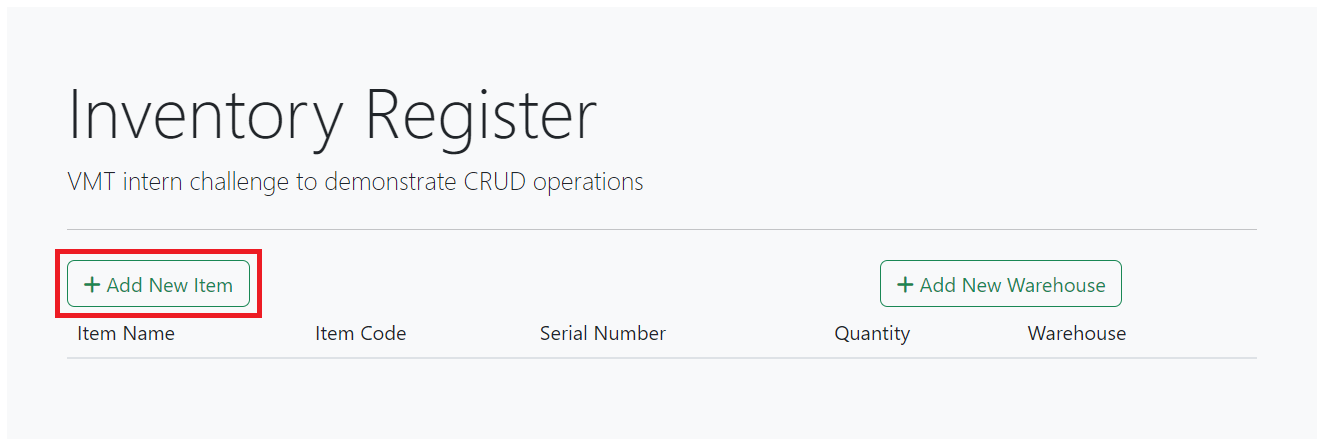 Inventory Register
VMT intern challenge to demonstrate CRUD operations
+ Add New Item + Add New Warehouse
Item Name Item Code Serial Number Quantity Warehouse